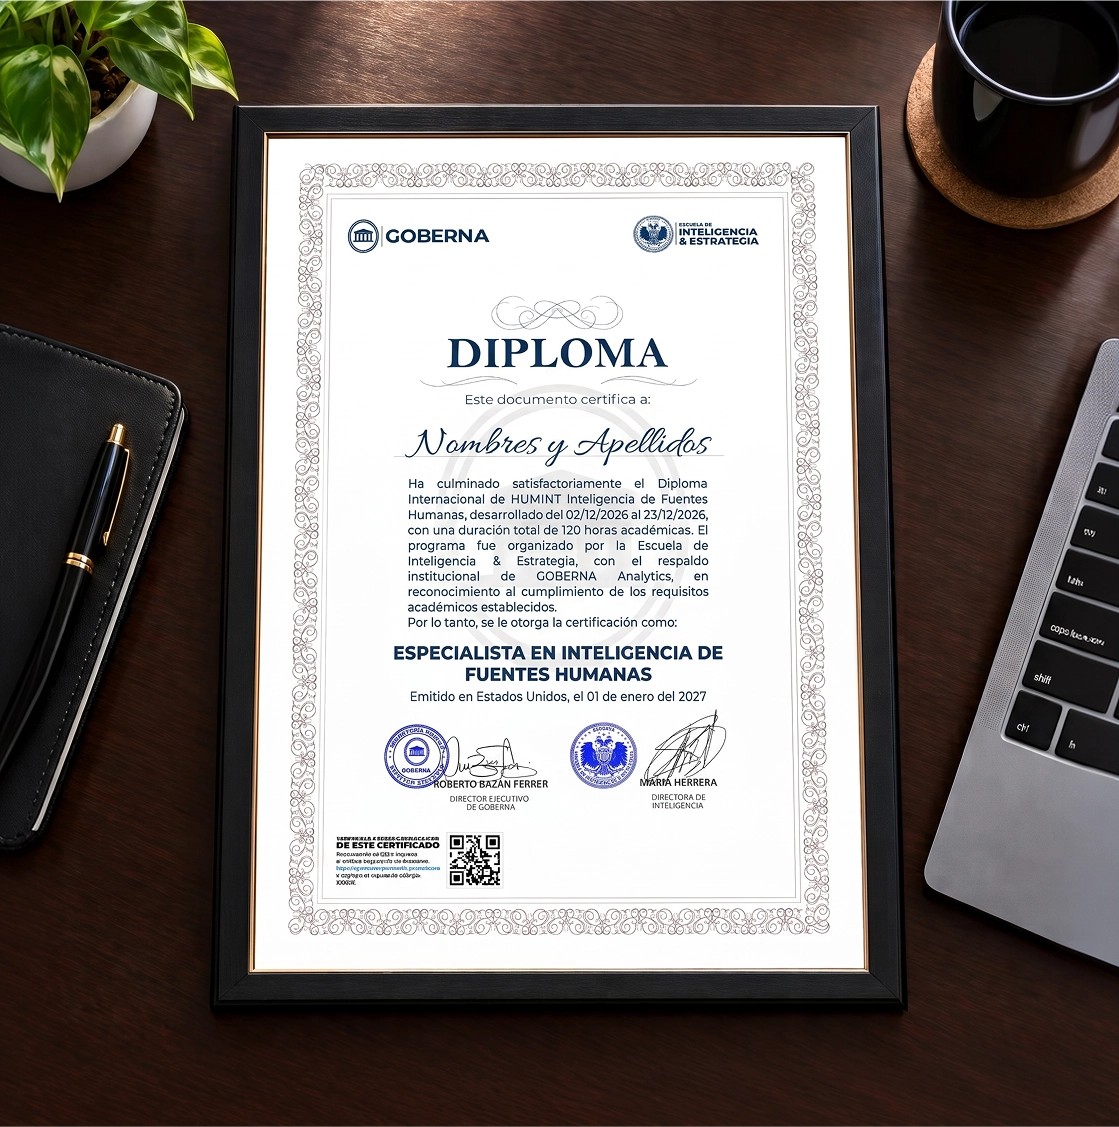 GOBERNA
ESCUELA DE
INTELIGENCIA
& ESTRATEGIA
DIPLOMA
Este documento certifica a:
Nombres y Apellidos
Ha culminado satisfactoriamente el Diploma
Internacional de HUMINT Inteligencia de Fuentes
Humanas, desarrollado del 02/12/2026 al 23/12/2026,
con una duración total de 120 horas académicas. El
programa fue organizado por la Escuela de
Inteligencia & Estrategia, con el respaldo
institucional de GOBERNA Analytics, en
reconocimiento al cumplimiento de los requisitos
académicos establecidos.
Por lo tanto, se le otorga la certificación como:
ESPECIALISTA EN INTELIGENCIA DE
FUENTES HUMANAS
Emitido en Estados Unidos, el 01 de enero del 2027
GOBERNA
ROBERTO BAZÁN FERRER
DIRECTOR EJECUTIVO
DE GOBERNA
MARÍA HERRERA
DIRECTORA DE
INTELIGENCIA
DE ESTE CERTIFICADO
shift